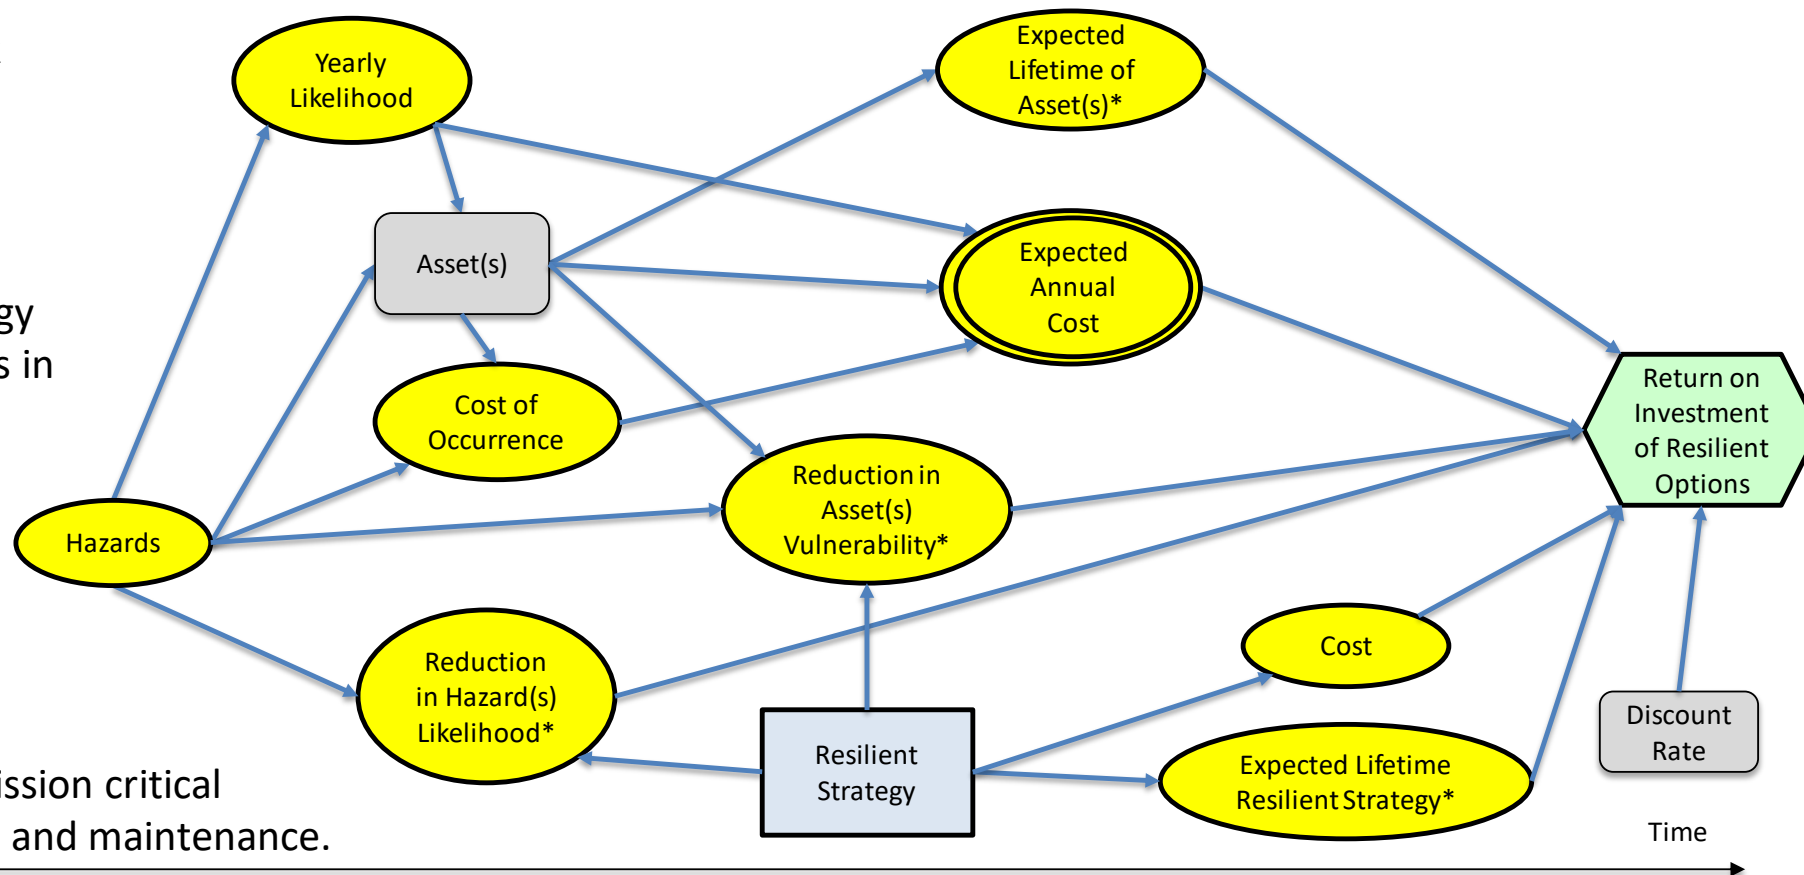 Yearly
Likelihood
Expected
Lifetime of
Asset(s)*
Asset(s)
Expected
Annual
Cost
gy
s in
Cost of
Occurrence
Return on
Investment
of Resilient
Options
Reduction in
Asset(s)
Vulnerability*
Hazards
Reduction
in Hazard(s)
Likelihood*
Cost
Resilient
Strategy
Expected Lifetime
Resilient Strategy*
Discount
Rate
ission critical
and maintenance.
Time